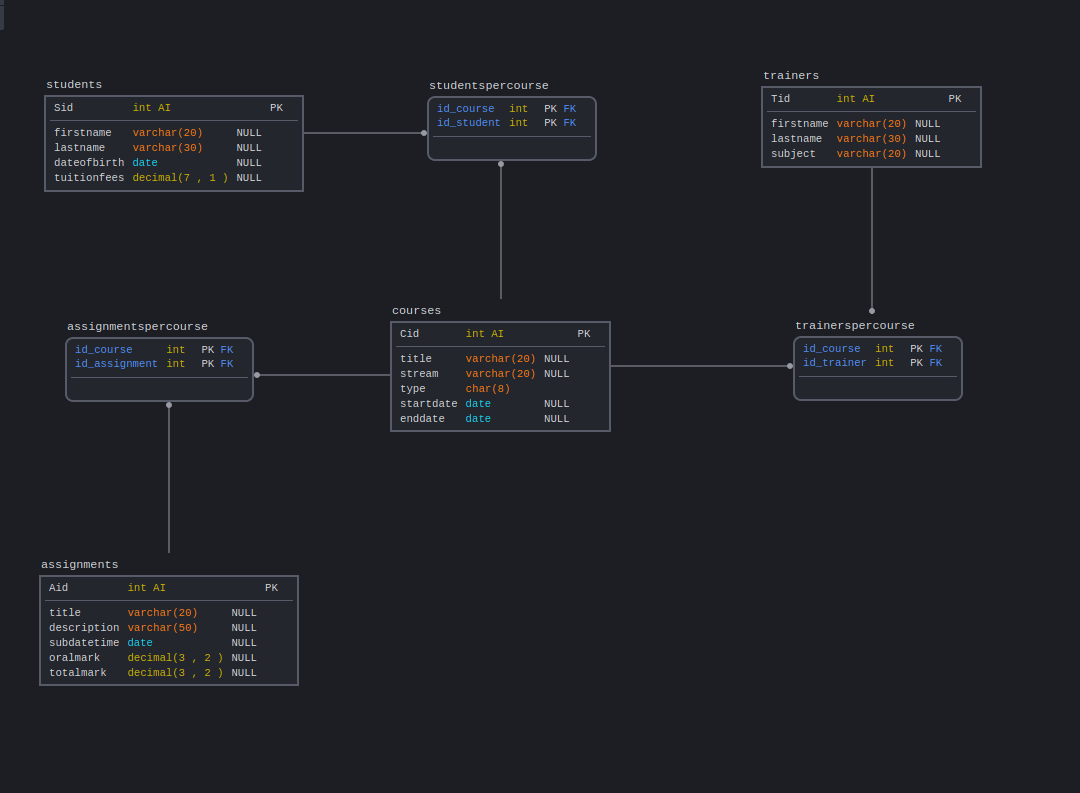 students
Sid int AI PK
firstname varchar(20) NULL
lastname varchar(30) NULL
dateofbirth date NULL
tuitionfees decimal(7 , 1 ) NULL
studentspercourse
id_course int PK FK
id_student int PK FK
trainers
Tid int AI PK
firstname varchar(20) NULL
lastname varchar(30) NULL
subject varchar(20) NULL
assignmentspercourse
id_course int PK FK
id_assignment int PK FK
courses
Cid int AI PK
title varchar(20) NULL
stream varchar(20) NULL
type char(8)
startdate date NULL
enddate date NULL
trainerspercourse
id_course int PK FK
id_trainer int PK FK
assignments
Aid int AI PK
title varchar(20) NULL
description varchar(50) NULL
subdatetime date NULL
oralmark decimal(3 , 2 ) NULL
totalmark decimal(3 , 2 ) NULL